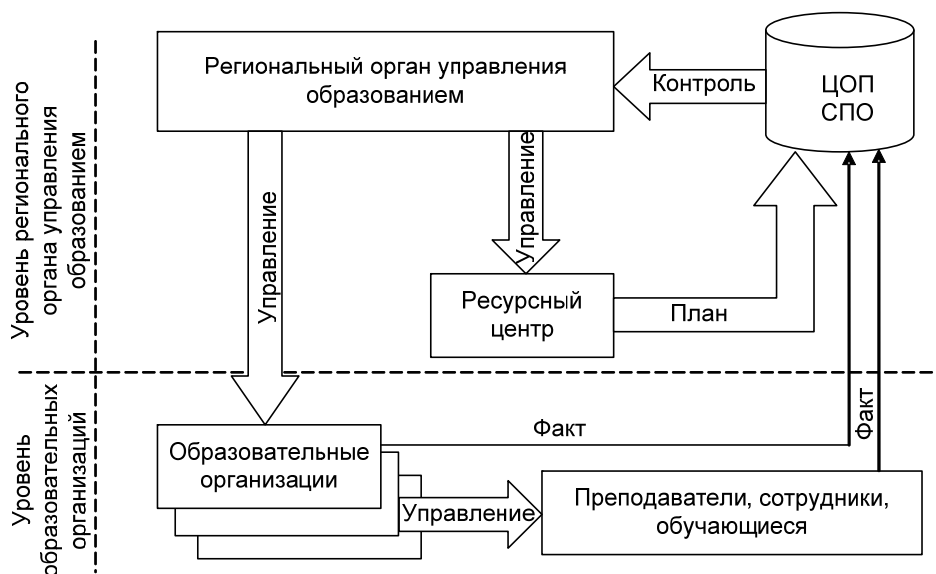 Региональный орган управления
образованием
Контроль
ЦОП
СПО
Уровень регионального
органа управления
образованием
Управление
Управление
Ресурсный
центр
План
Уровень
образовательных
организаций
Образовательные
организации
Факт
Факт
Управление
Преподаватели, сотрудники,
обучающиеся